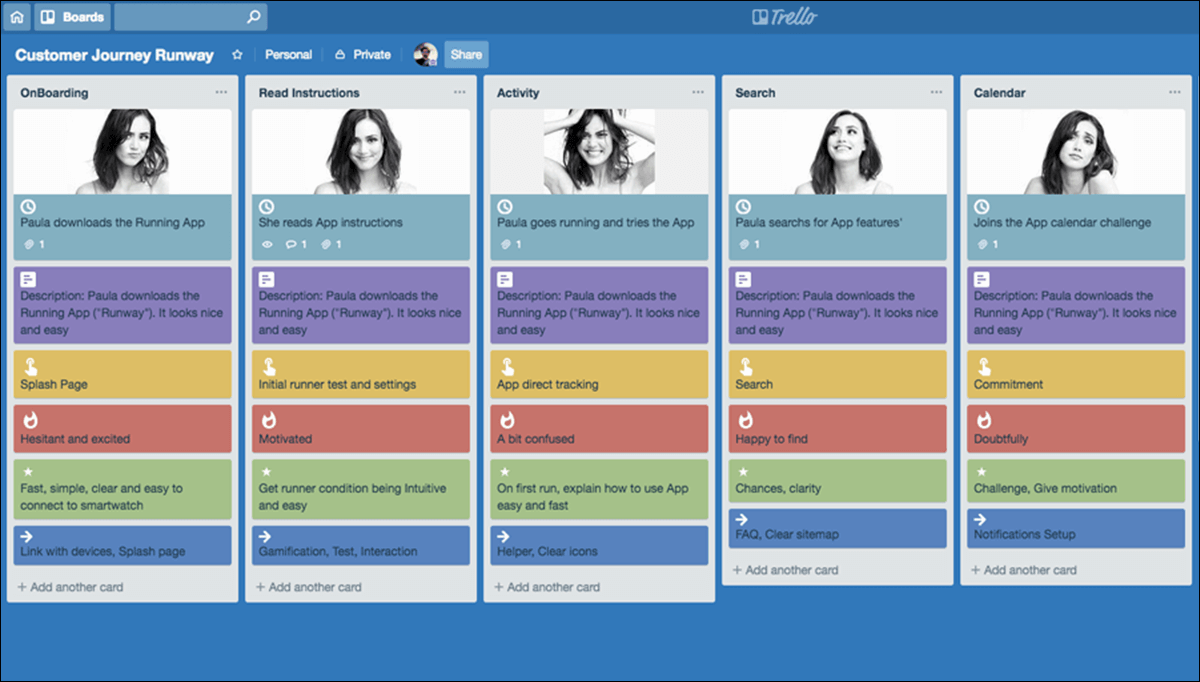 Boards
Trello
Customer Journey Runway
Personal
Private
Share
OnBoarding
Paula downloads the Running App
1
Description: Paula downloads the
Running App ("Runway"). It looks nice
and easy
Splash Page
Hesitant and excited
Fast, simple, clear and easy to
connect to smartwatch
Link with devices, Splash page
+ Add another card
Read Instructions
She reads App instructions
1 1
Description: Paula downloads the
Running App ("Runway"). It looks nice
and easy
Initial runner test and settings
Motivated
Get runner condition being Intuitive
and easy
Gamification, Test, Interaction
+ Add another card
Activity
Paula goes running and tries the App
1
Description: Paula downloads the
Running App ("Runway"). It looks nice
and easy
App direct tracking
A bit confused
On first run, explain how to use App
easy and fast
Helper, Clear icons
+ Add another card
Search
Paula searchs for App features'
1
Description: Paula downloads the
Running App ("Runway"). It looks nice
and easy
Search
Happy to find
Chances, clarity
FAQ, Clear sitemap
+ Add another card
Calendar
Joins the App calendar challenge
1
Description: Paula downloads the
Running App ("Runway"). It looks nice
and easy
Commitment
Doubtfully
Challenge, Give motivation
Notifications Setup
+ Add another card